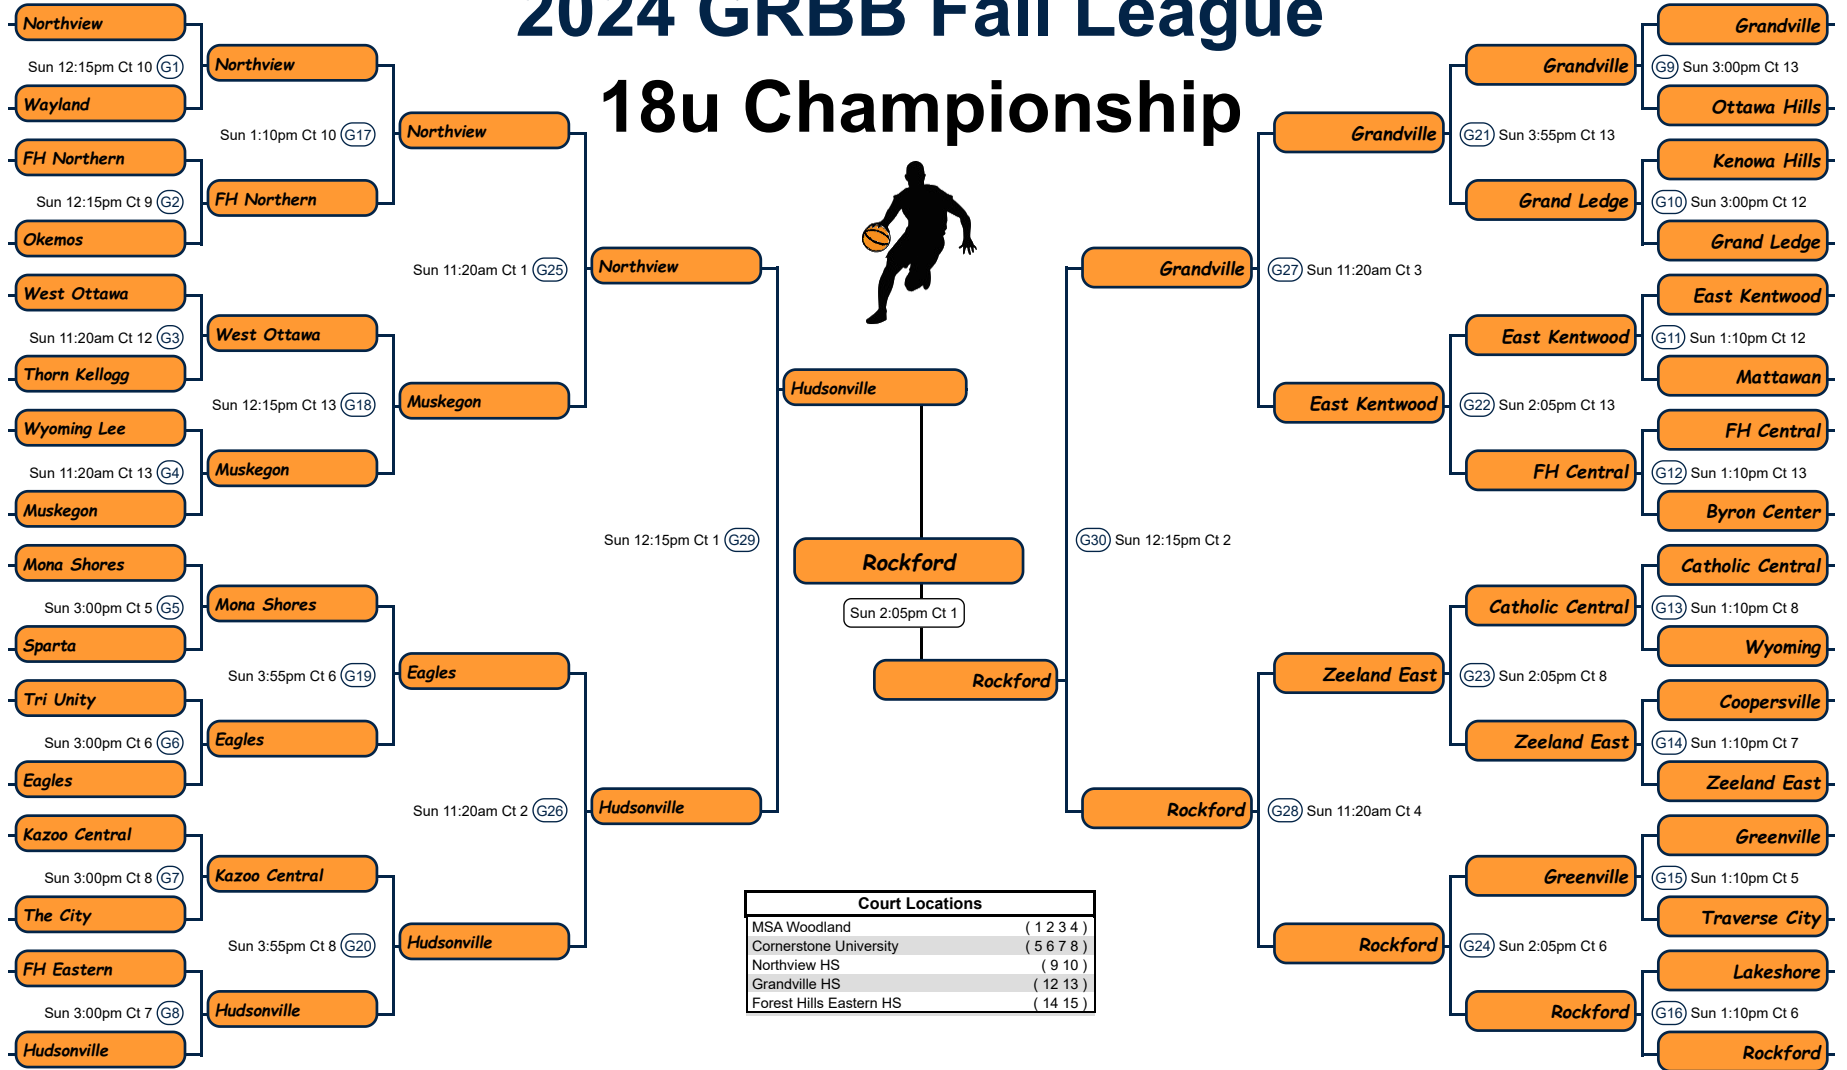 2024 GRBB Fall League
18u Championship
Northview
Sun 12:15pm Ct 10 G1
Wayland
FH Northern
Sun 12:15pm Ct 9 G2
Okemos
West Ottawa
Sun 11:20am Ct 12 G3
Thorn Kellogg
Wyoming Lee
Sun 11:20am Ct 13 G4
Muskegon
Mona Shores
Sun 3:00pm Ct 5 G5
Sparta
Tri Unity
Sun 3:00pm Ct 6 G6
Eagles
Kazoo Central
Sun 3:00pm Ct 8 G7
The City
FH Eastern
Sun 3:00pm Ct 7 G8
Hudsonville
Northview
Sun 1:10pm Ct 10 G17
FH Northern
West Ottawa
Sun 12:15pm Ct 13 G18
Muskegon
Mona Shores
Sun 3:55pm Ct 6 G19
Eagles
Kazoo Central
Sun 3:55pm Ct 8 G20
Hudsonville
Northview
Sun 11:20am Ct 1 G25
Muskegon
Eagles
Sun 11:20am Ct 2 G26
Hudsonville
Northview
Sun 12:15pm Ct 1 G29
Hudsonville
Hudsonville
Rockford
Sun 2:05pm Ct 1
Rockford
Grandville
G30 Sun 12:15pm Ct 2
Rockford
Grandville
G27 Sun 11:20am Ct 3
East Kentwood
Zeeland East
G28 Sun 11:20am Ct 4
Rockford
Grandville
G21 Sun 3:55pm Ct 13
Grand Ledge
East Kentwood
G22 Sun 2:05pm Ct 13
FH Central
Catholic Central
G23 Sun 2:05pm Ct 8
Zeeland East
Greenville
G24 Sun 2:05pm Ct 6
Rockford
Grandville
G9 Sun 3:00pm Ct 13
Ottawa Hills
Kenowa Hills
G10 Sun 3:00pm Ct 12
Grand Ledge
East Kentwood
G11 Sun 1:10pm Ct 12
Mattawan
FH Central
G12 Sun 1:10pm Ct 13
Byron Center
Catholic Central
G13 Sun 1:10pm Ct 8
Wyoming
Coopersville
G14 Sun 1:10pm Ct 7
Zeeland East
Greenville
G15 Sun 1:10pm Ct 5
Traverse City
Lakeshore
G16 Sun 1:10pm Ct 6
Rockford
Court Locations
MSA Woodland ( 1 2 3 4 )
Cornerstone University ( 5 6 7 8 )
Northview HS ( 9 10 )
Grandville HS ( 12 13 )
Forest Hills Eastern HS ( 14 15 )